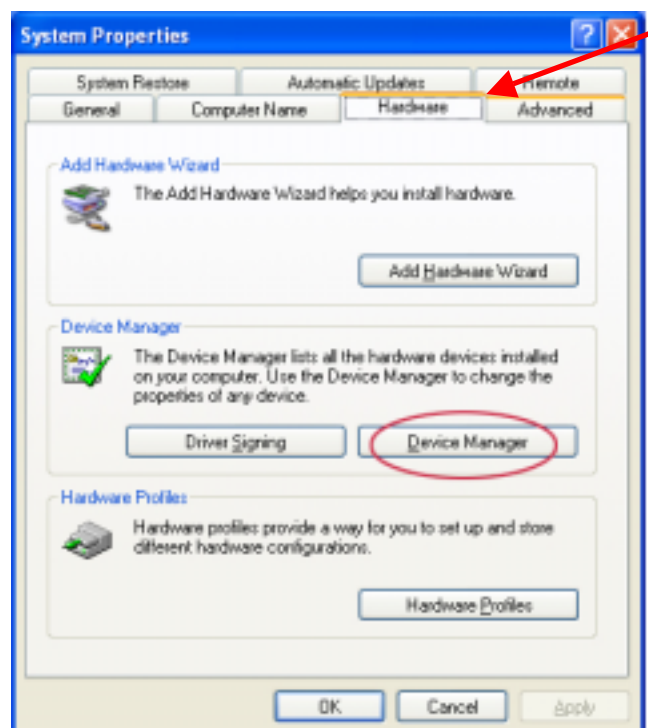 System Properties
System Restore Automatic Updates Remote
General Computer Name Hardware Advanced
Add Hardware Wizard
The Add Hardware Wizard helps you install hardware.
Add Hardware Wizard
Device Manager
The Device Manager lists all the hardware devices installed
on your computer. Use the Device Manager to change the
properties of any device.
Driver Signing Device Manager
Hardware Profiles
Hardware profiles provide a way for you to set up and store
different hardware configurations.
Hardware Profiles
OK Cancel Apply